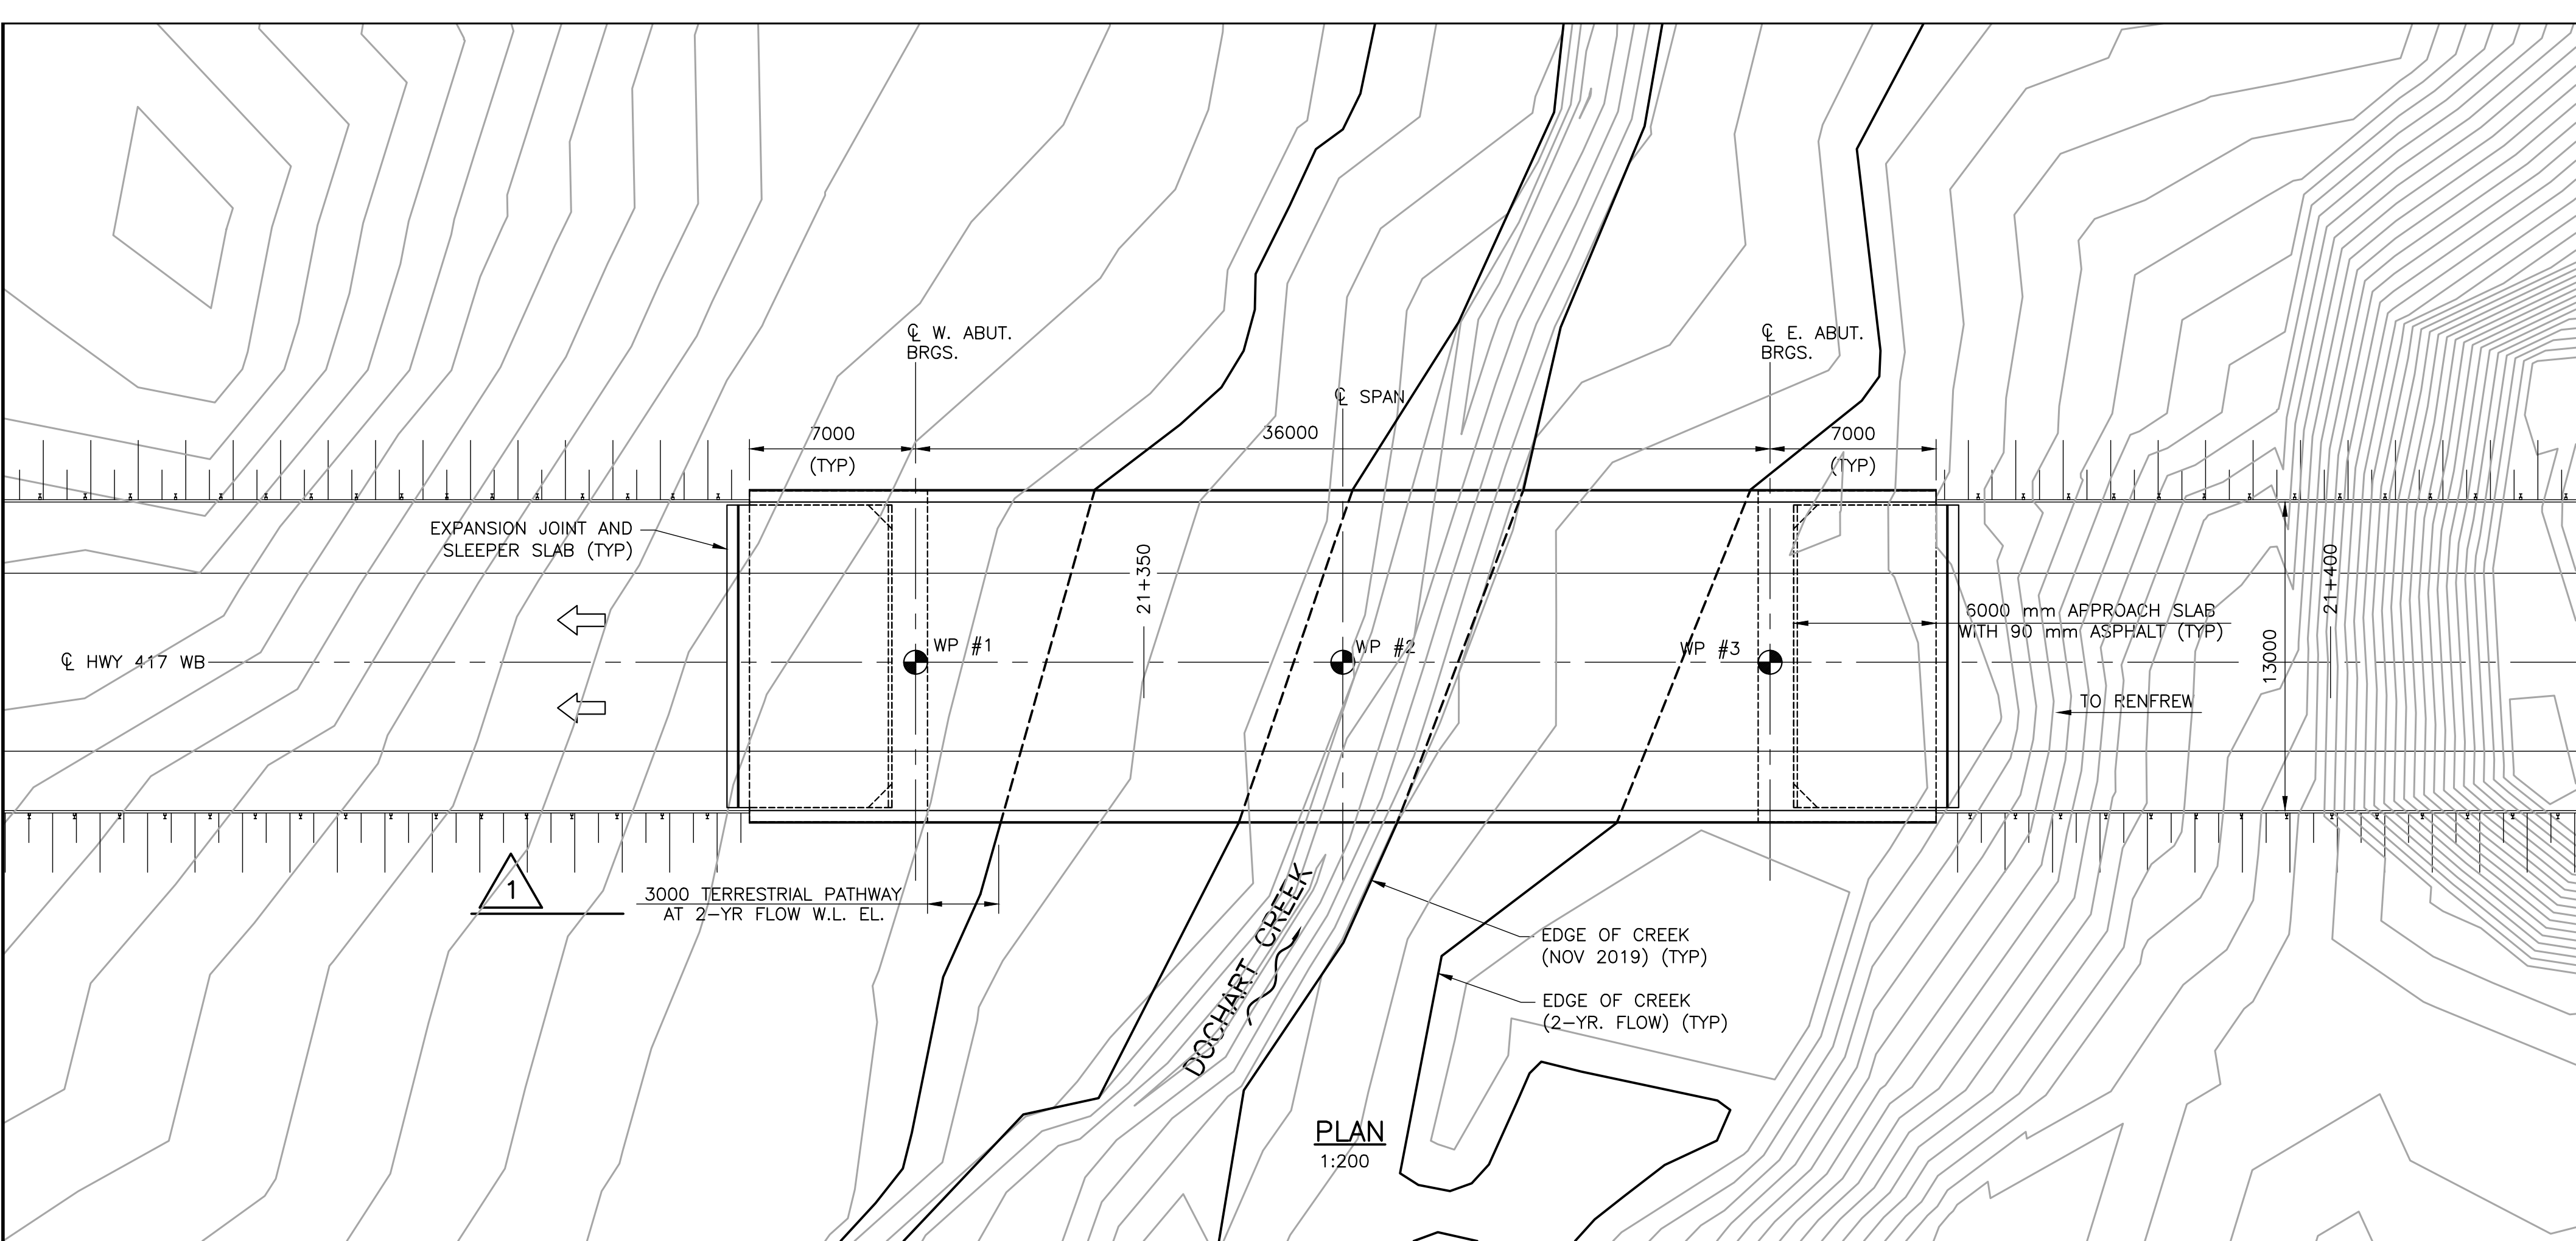 ℄ W. ABUT.
BRGS.
℄ E. ABUT.
BRGS.
℄ SPAN
7000
(TYP)
36000
7000
(TYP)
EXPANSION JOINT AND
SLEEPER SLAB (TYP)
21+350
21+400
6000 mm APPROACH SLAB
WITH 90 mm ASPHALT (TYP)
℄ HWY 417 WB
WP #1
WP #2
WP #3
13000
TO RENFREW
1
3000 TERRESTRIAL PATHWAY
AT 2-YR FLOW W.L. EL.
DOCHART CREEK
EDGE OF CREEK
(NOV 2019) (TYP)
EDGE OF CREEK
(2-YR. FLOW) (TYP)
PLAN
1:200